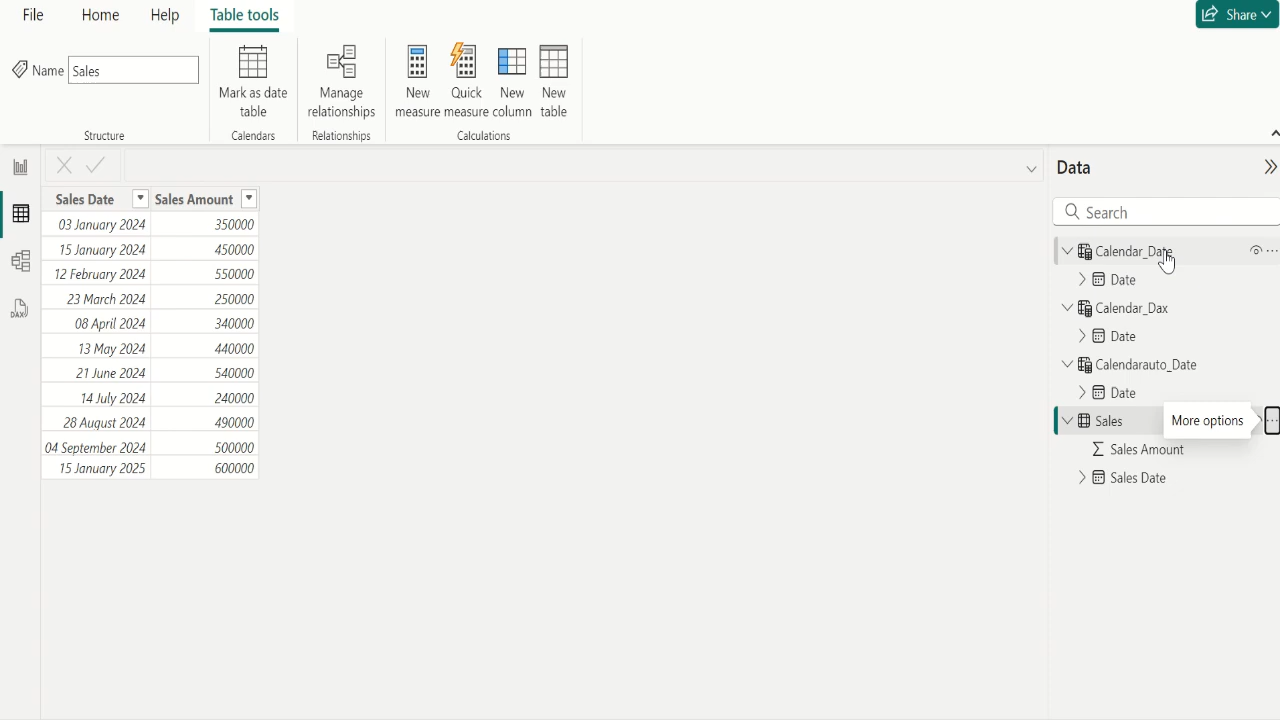 File Home Help Table tools Share
Name Sales
Mark as date table
Manage relationships
New measure
Quick measure
New column
New table
Structure Calendars Relationships Calculations
Data
Search
Sales Date Sales Amount
03 January 2024 350000
15 January 2024 450000
12 February 2024 550000
23 March 2024 250000
08 April 2024 340000
13 May 2024 440000
21 June 2024 540000
14 July 2024 240000
28 August 2024 490000
04 September 2024 500000
15 January 2025 600000
Calendar_Date
Date
Calendar_Dax
Date
Calendarauto_Date
Date
Sales
More options
Sales Amount
Sales Date
DAX